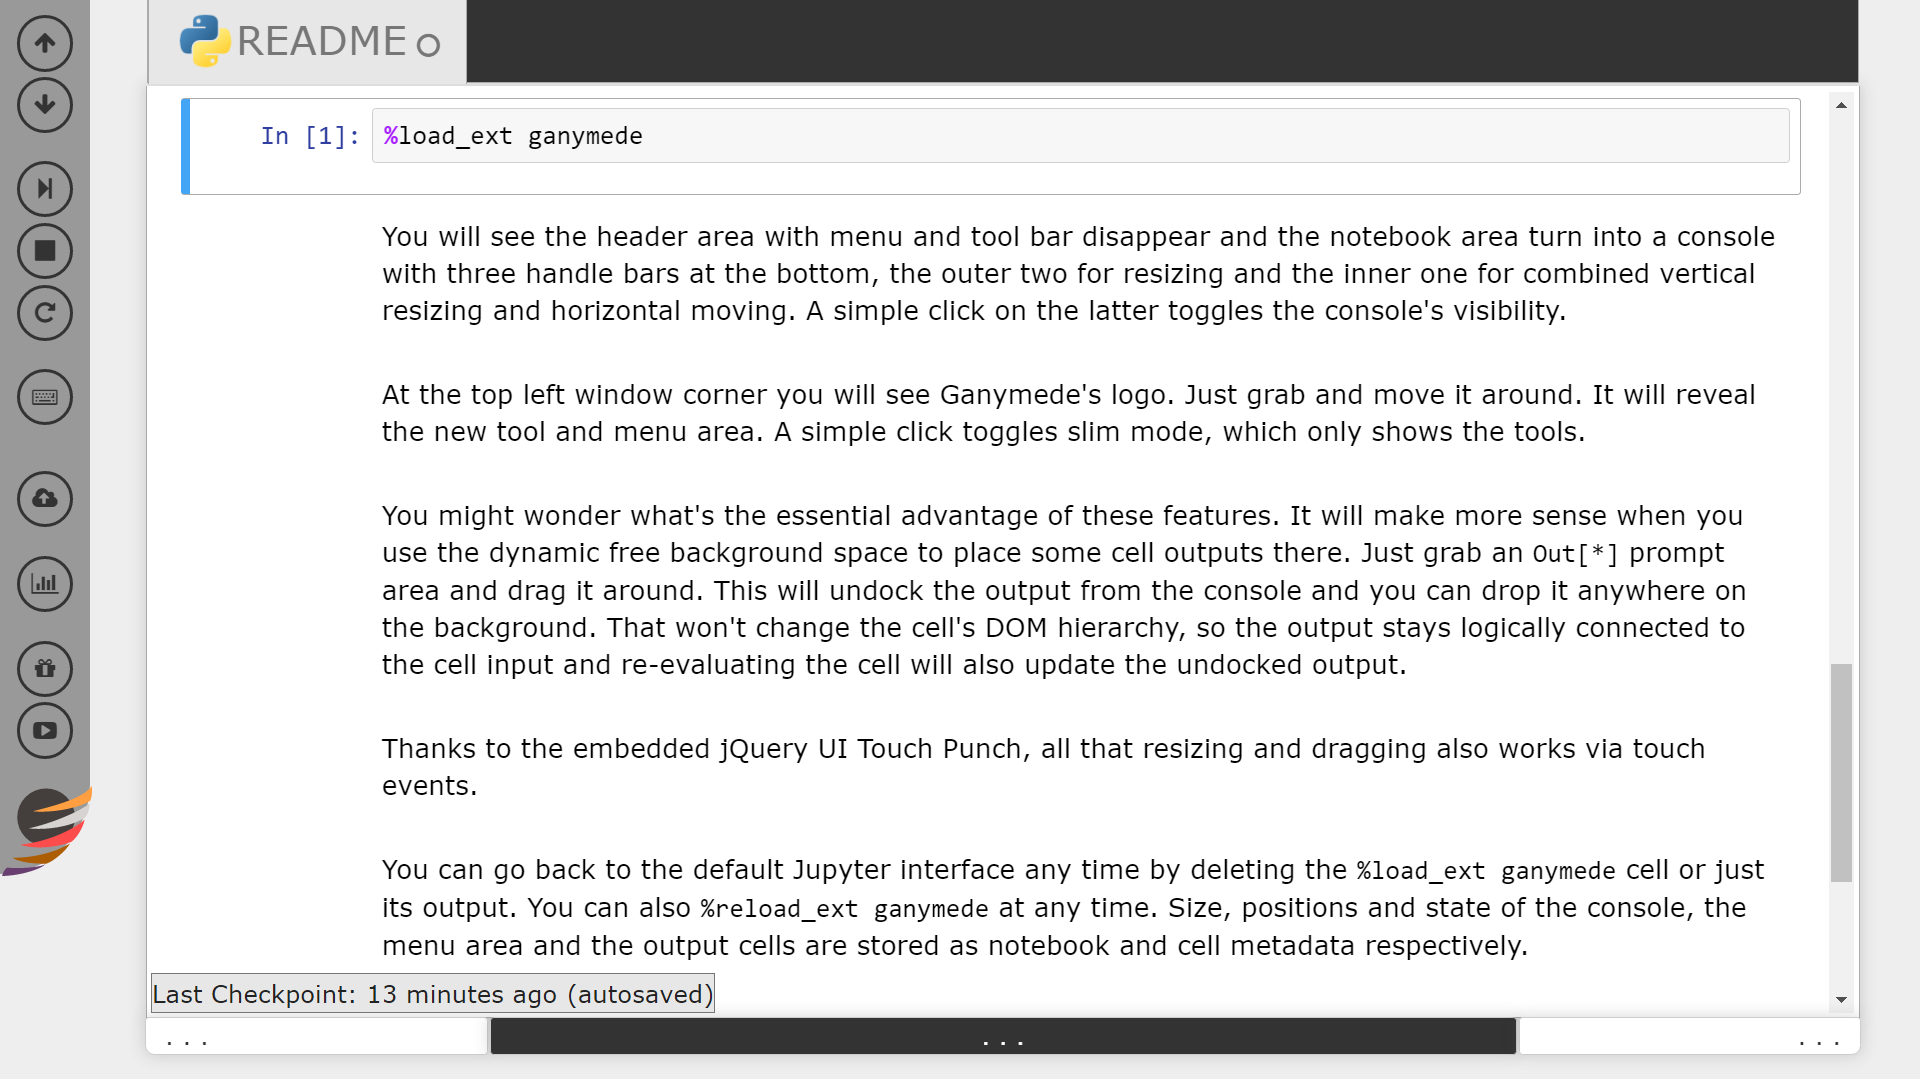 README
In [1]:
%load_ext ganymede
You will see the header area with menu and tool bar disappear and the notebook area turn into a console
with three handle bars at the bottom, the outer two for resizing and the inner one for combined vertical
resizing and horizontal moving. A simple click on the latter toggles the console's visibility.
At the top left window corner you will see Ganymede's logo. Just grab and move it around. It will reveal
the new tool and menu area. A simple click toggles slim mode, which only shows the tools.
You might wonder what's the essential advantage of these features. It will make more sense when you
use the dynamic free background space to place some cell outputs there. Just grab an Out[*] prompt
area and drag it around. This will undock the output from the console and you can drop it anywhere on
the background. That won't change the cell's DOM hierarchy, so the output stays logically connected to
the cell input and re-evaluating the cell will also update the undocked output.
Thanks to the embedded jQuery UI Touch Punch, all that resizing and dragging also works via touch
events.
You can go back to the default Jupyter interface any time by deleting the %load_ext ganymede cell or just
its output. You can also %reload_ext ganymede at any time. Size, positions and state of the console, the
menu area and the output cells are stored as notebook and cell metadata respectively.
Last Checkpoint: 13 minutes ago (autosaved)
... ... ...